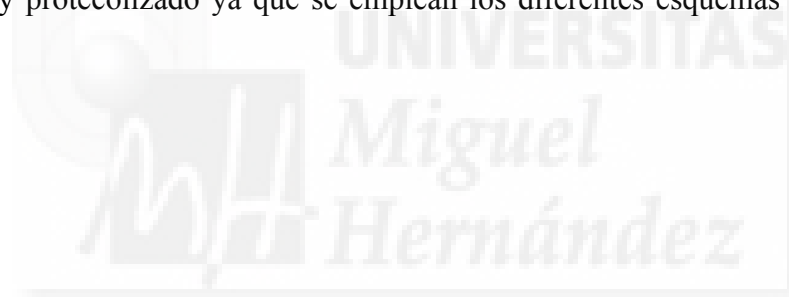 y protocolizado ya que se emplean los diferentes esquemas
UNIVERSITAS
Miguel
Hernández